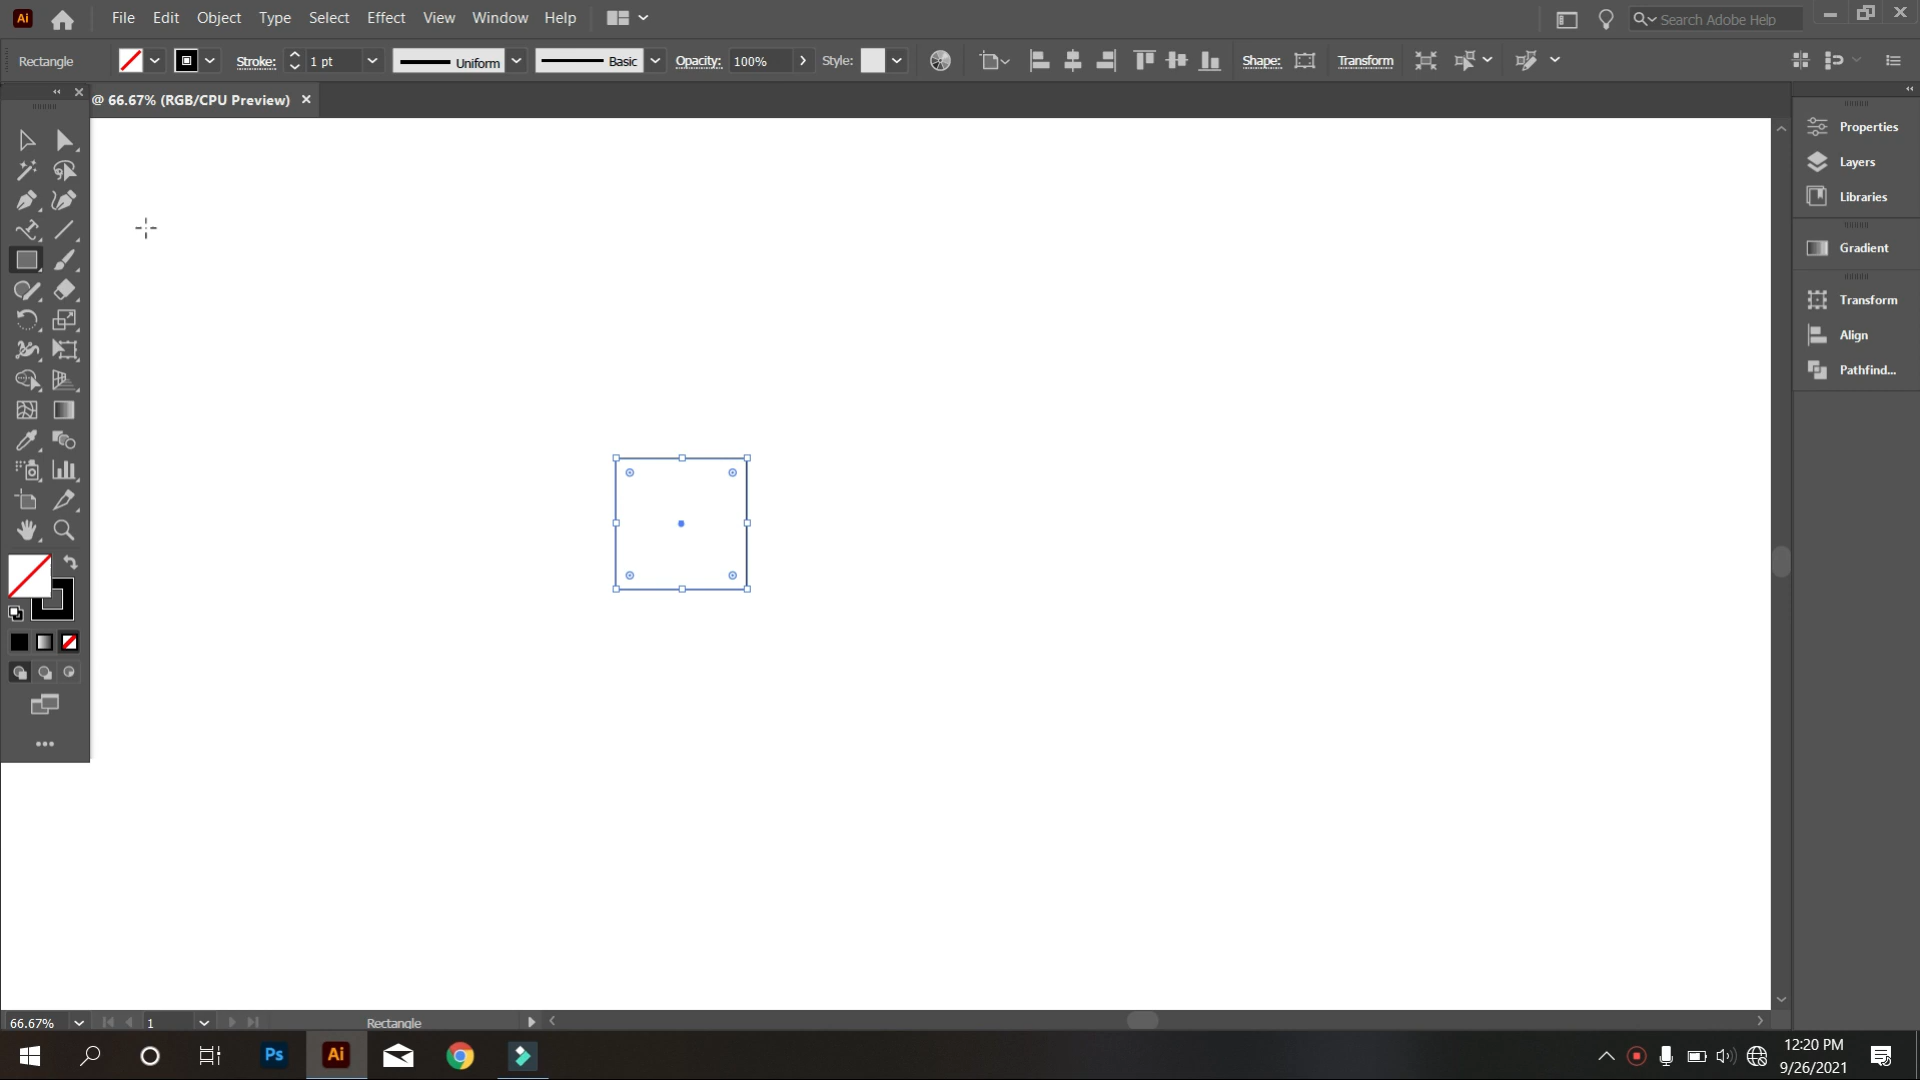 Ai File Edit Object Type Select Effect View Window Help Search Adobe Help
Rectangle Stroke: 1 pt Uniform Basic Opacity: 100% Style: Shape: Transform
@ 66.67% (RGB/CPU Preview) ×
Properties
Layers
Libraries
Gradient
Transform
Align
Pathfind...
66.67% 1 Rectangle
Ps Ai 12:20 PM
9/26/2021